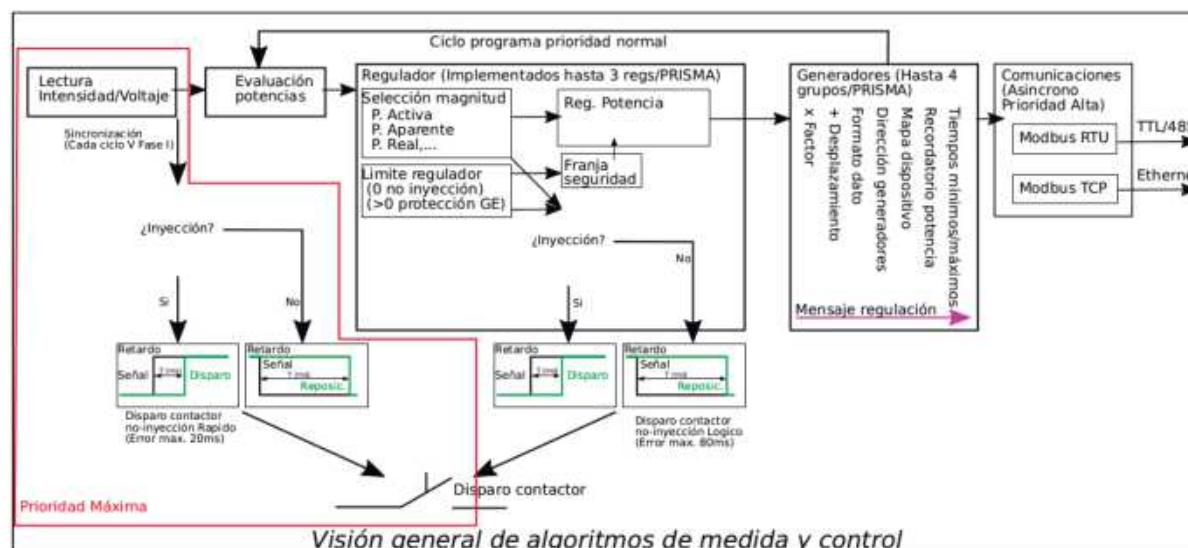 Ciclo programa prioridad normal
Lectura
Intensidad/Voltaje
Evaluación
potencias
Sincronización
(Cada ciclo V Fase I)
¿Inyección?
Si
No
Retardo
Señal
Disparo
Retardo
Señal
Reposic.
Disparo contactor
no-inyección Rapido
(Error max. 20ms)
Prioridad Máxima
Regulador (Implementados hasta 3 regs/PRISMA)
Selección magnitud
P. Activa
P. Aparente
P. Real,...
Reg. Potencia
Limite regulador
(0 no inyección)
(>0 protección GE)
Franja
seguridad
¿Inyección?
Si
No
Retardo
Señal
Disparo
Retardo
Señal
Reposic.
Disparo contactor
no-inyección Logico
(Error max. 80ms)
Disparo contactor
Generadores (Hasta 4
grupos/PRISMA)
Tiempos minimos/máximos
Recordatorio potencia
Mapa dispositivo
Dirección generadores
Formato dato
+ Desplazamiento
x Factor
Mensaje regulación
Comunicaciones
(Asincrono
Prioridad Alta)
Modbus RTU
Modbus TCP
TTL/485
Ethernet
Visión general de algoritmos de medida y control